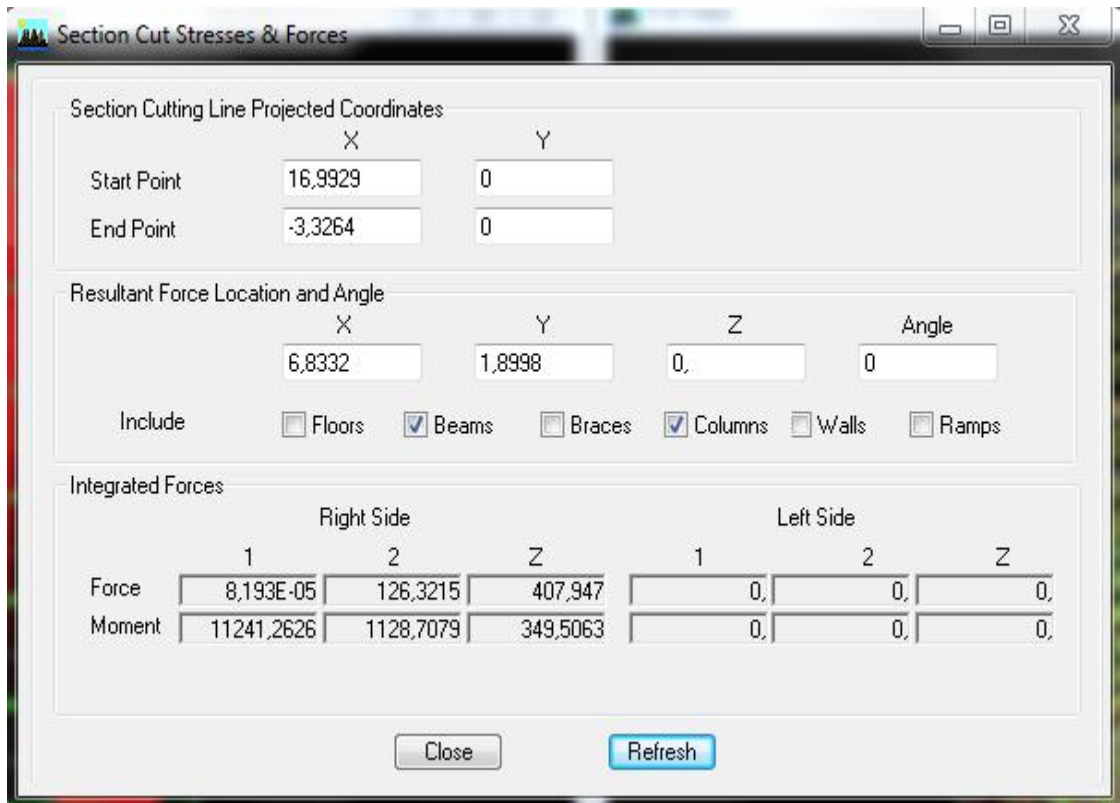 Section Cut Stresses & Forces
Section Cutting Line Projected Coordinates
X Y
Start Point 16,9929 0
End Point -3,3264 0
Resultant Force Location and Angle
X Y Z Angle
6,8332 1,8998 0, 0
Include Floors Beams Braces Columns Walls Ramps
Integrated Forces
Right Side Left Side
1 2 Z 1 2 Z
Force 8,193E-05 126,3215 407,947 0, 0, 0,
Moment 11241,2626 1128,7079 349,5063 0, 0, 0,
Close Refresh